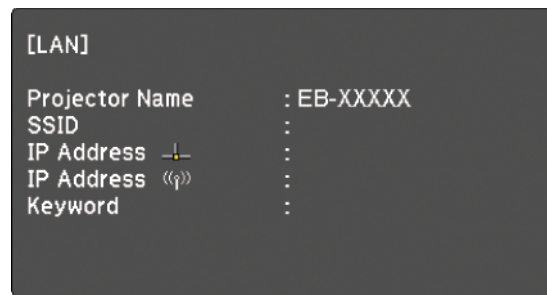 [LAN]
Projector Name : EB-XXXXX
SSID :
IP Address :
IP Address :
Keyword :